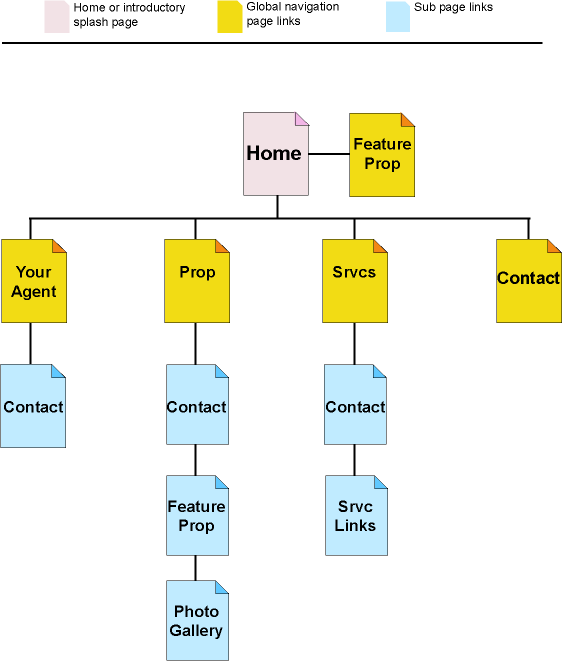 Home or introductory
splash page
Global navigation
page links
Sub page links
Home
Feature
Prop
Your
Agent
Prop
Srvcs
Contact
Contact
Contact
Contact
Feature
Prop
Srvc
Links
Photo
Gallery